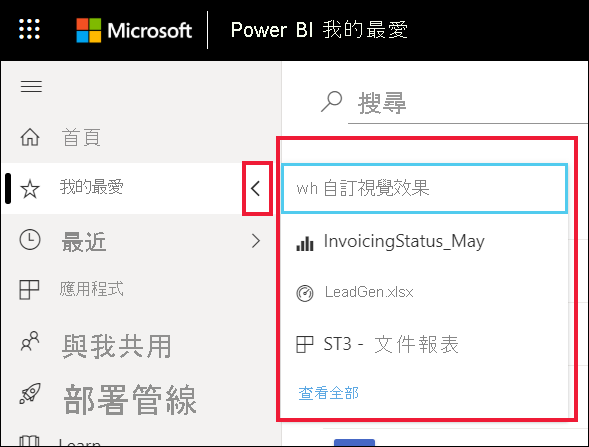 Microsoft Power BI 我的最愛
搜尋
首頁
我的最愛
最近
應用程式
與我共用
部署管線
Learn
wh 自訂視覺效果
InvoicingStatus_May
LeadGen.xlsx
ST3 - 文件報表
查看全部